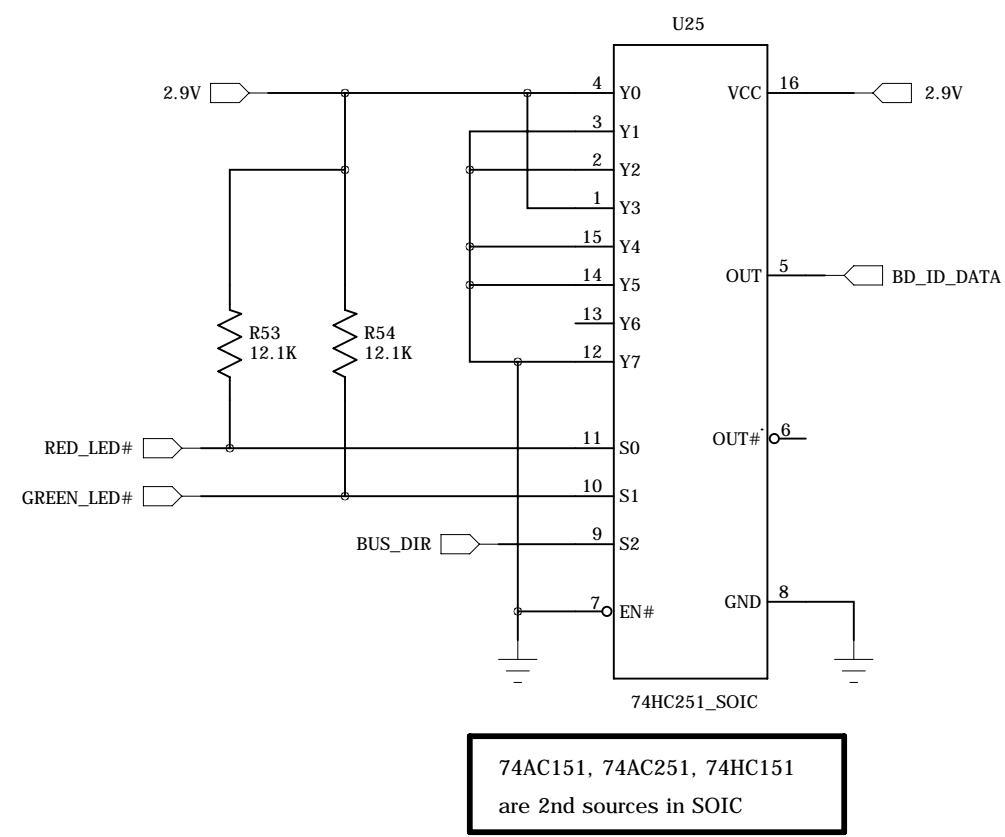 U25
2.9V
4
Y0
VCC
16
2.9V
3
Y1
2
Y2
1
Y3
15
Y4
14
Y5
OUT
5
BD_ID_DATA
13
Y6
12
Y7
R53
12.1K
R54
12.1K
RED_LED#
11
S0
OUT#
6
GREEN_LED#
10
S1
BUS_DIR
9
S2
7
EN#
GND
8
74HC251_SOIC
74AC151, 74AC251, 74HC151
are 2nd sources in SOIC